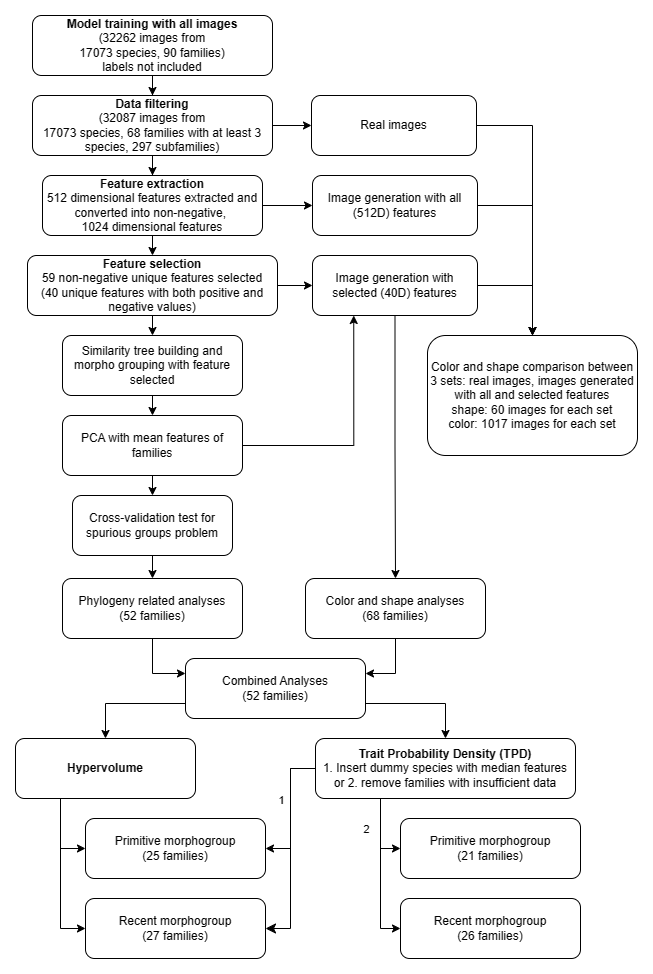 Model training with all images
(32262 images from
17073 species, 90 families)
labels not included
Data filtering
(32087 images from
17073 species, 68 families with at least 3
species, 297 subfamilies)
Real images
Feature extraction
512 dimensional features extracted and
converted into non-negative,
1024 dimensional features
Image generation with all
(512D) features
Feature selection
59 non-negative unique features selected
(40 unique features with both positive and
negative values)
Image generation with
selected (40D) features
Similarity tree building and
morpho grouping with feature
selected
Color and shape comparison between
3 sets: real images, images generated
with all and selected features
shape: 60 images for each set
color: 1017 images for each set
PCA with mean features of
families
Cross-validation test for
spurious groups problem
Phylogeny related analyses
(52 families)
Color and shape analyses
(68 families)
Combined Analyses
(52 families)
Hypervolume
Trait Probability Density (TPD)
1. Insert dummy species with median features
or 2. remove families with insufficient data
1
2
Primitive morphogroup
(25 families)
Primitive morphogroup
(21 families)
Recent morphogroup
(27 families)
Recent morphogroup
(26 families)